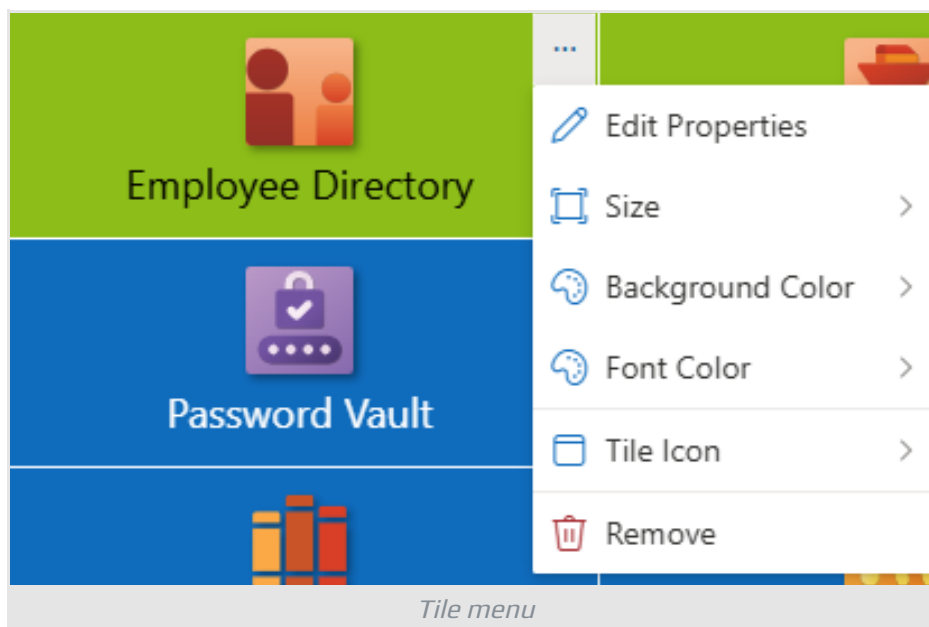 ...
Employee Directory
Edit Properties
Size
Background Color
Password Vault
Font Color
Tile Icon
Remove
Tile menu